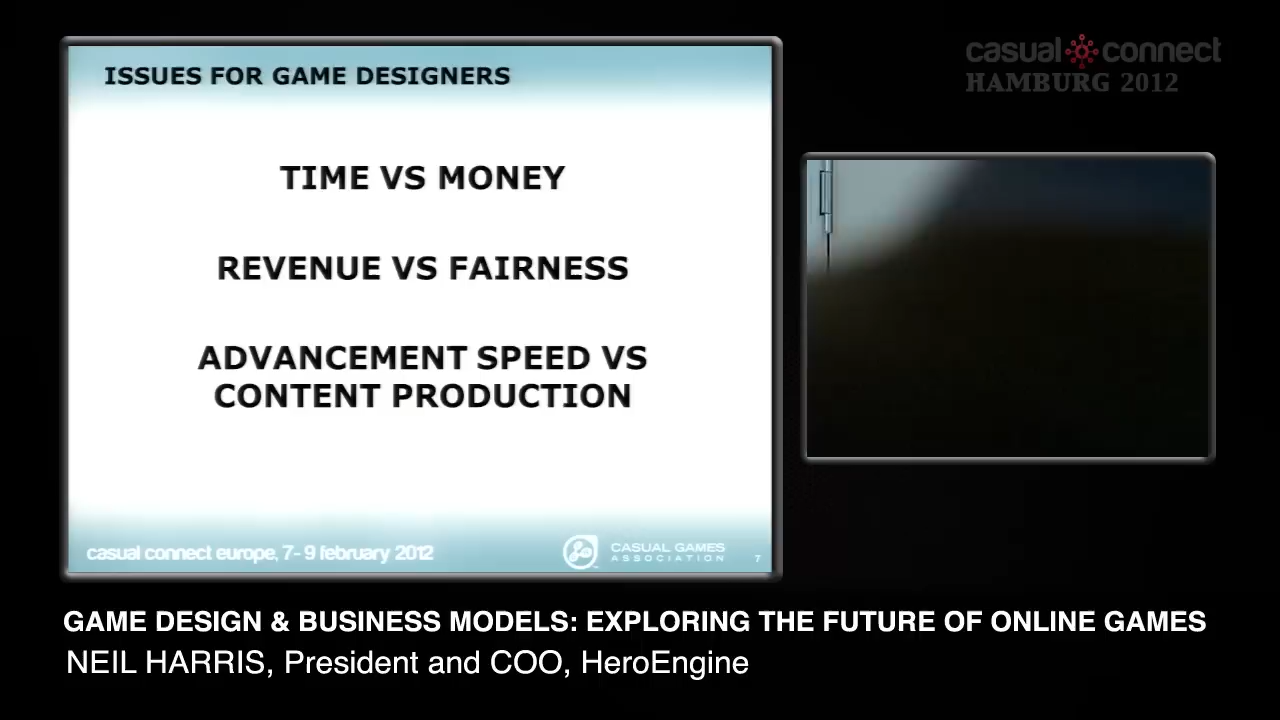 ISSUES FOR GAME DESIGNERS
casual connect
HAMBURG 2012
TIME VS MONEY
REVENUE VS FAIRNESS
ADVANCEMENT SPEED VS
CONTENT PRODUCTION
casual connect europe, 7-9 february 2012
CASUAL GAMES
ASSOCIATION
7
GAME DESIGN & BUSINESS MODELS: EXPLORING THE FUTURE OF ONLINE GAMES
NEIL HARRIS, President and COO, HeroEngine